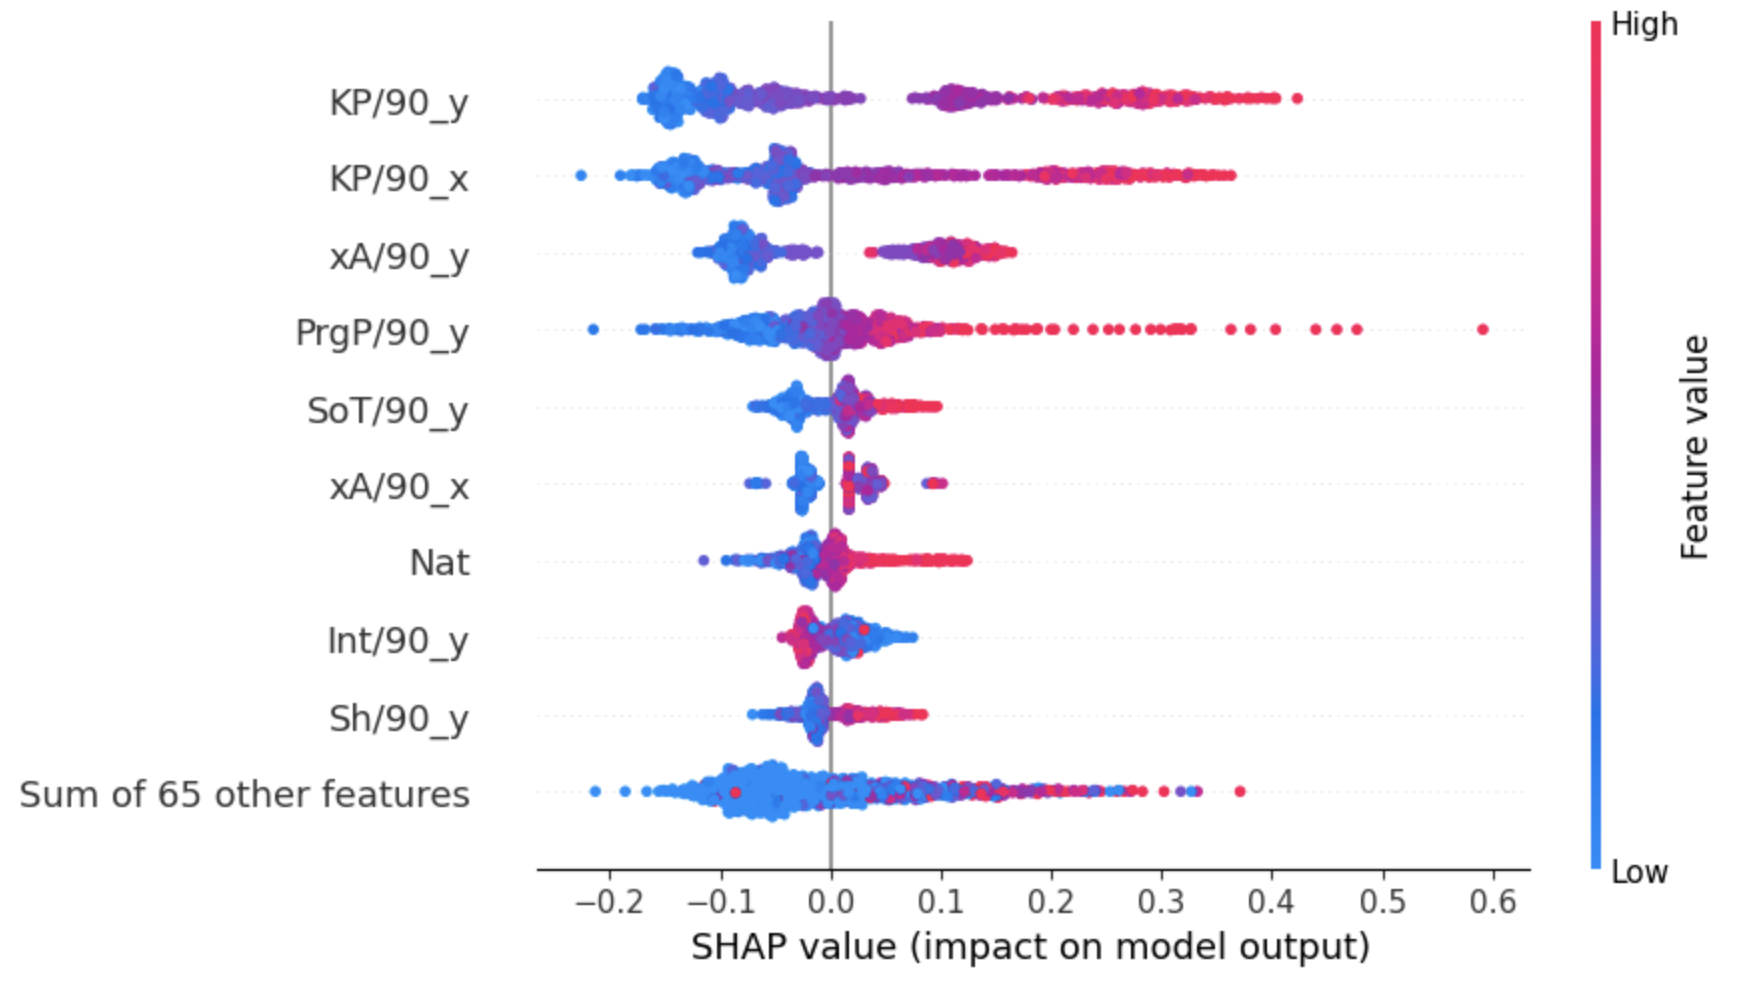 High
KP/90_y
KP/90_x
xA/90_y
PrgP/90_y
SoT/90_y
xA/90_x
Nat
Int/90_y
Sh/90_y
Sum of 65 other features
Feature value
Low
−0.2 −0.1 0.0 0.1 0.2 0.3 0.4 0.5 0.6
SHAP value (impact on model output)